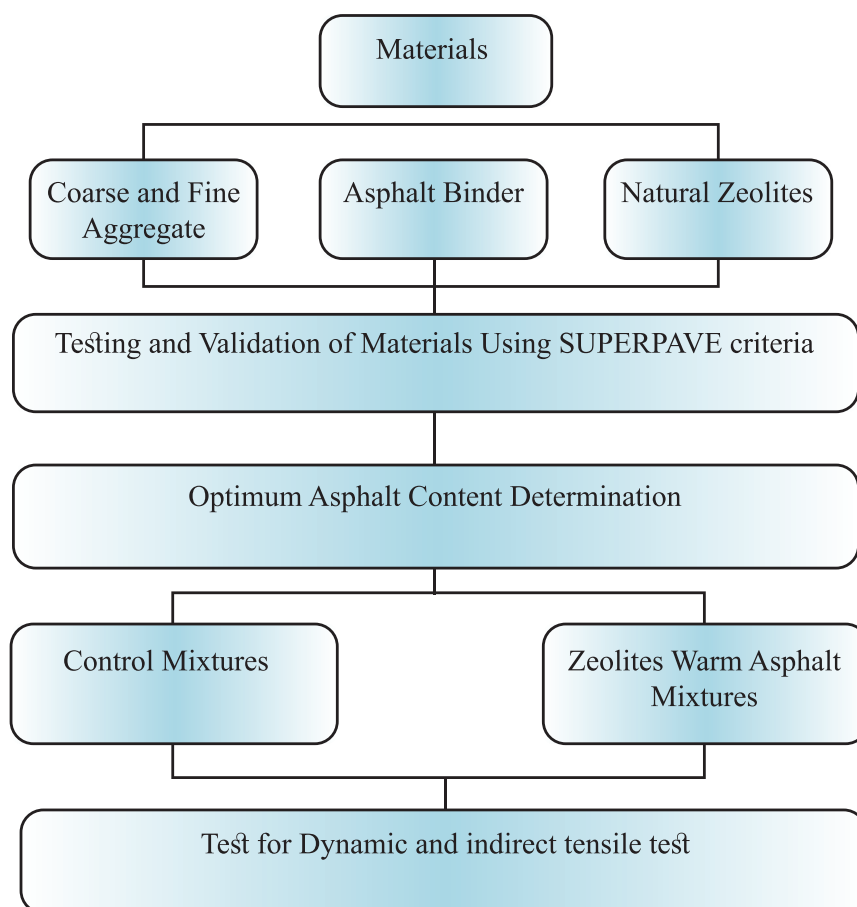 Materials
Coarse and Fine
Aggregate
Asphalt Binder
Natural Zeolites
Testing and Validation of Materials Using SUPERPAVE criteria
Optimum Asphalt Content Determination
Control Mixtures
Zeolites Warm Asphalt
Mixtures
Test for Dynamic and indirect tensile test